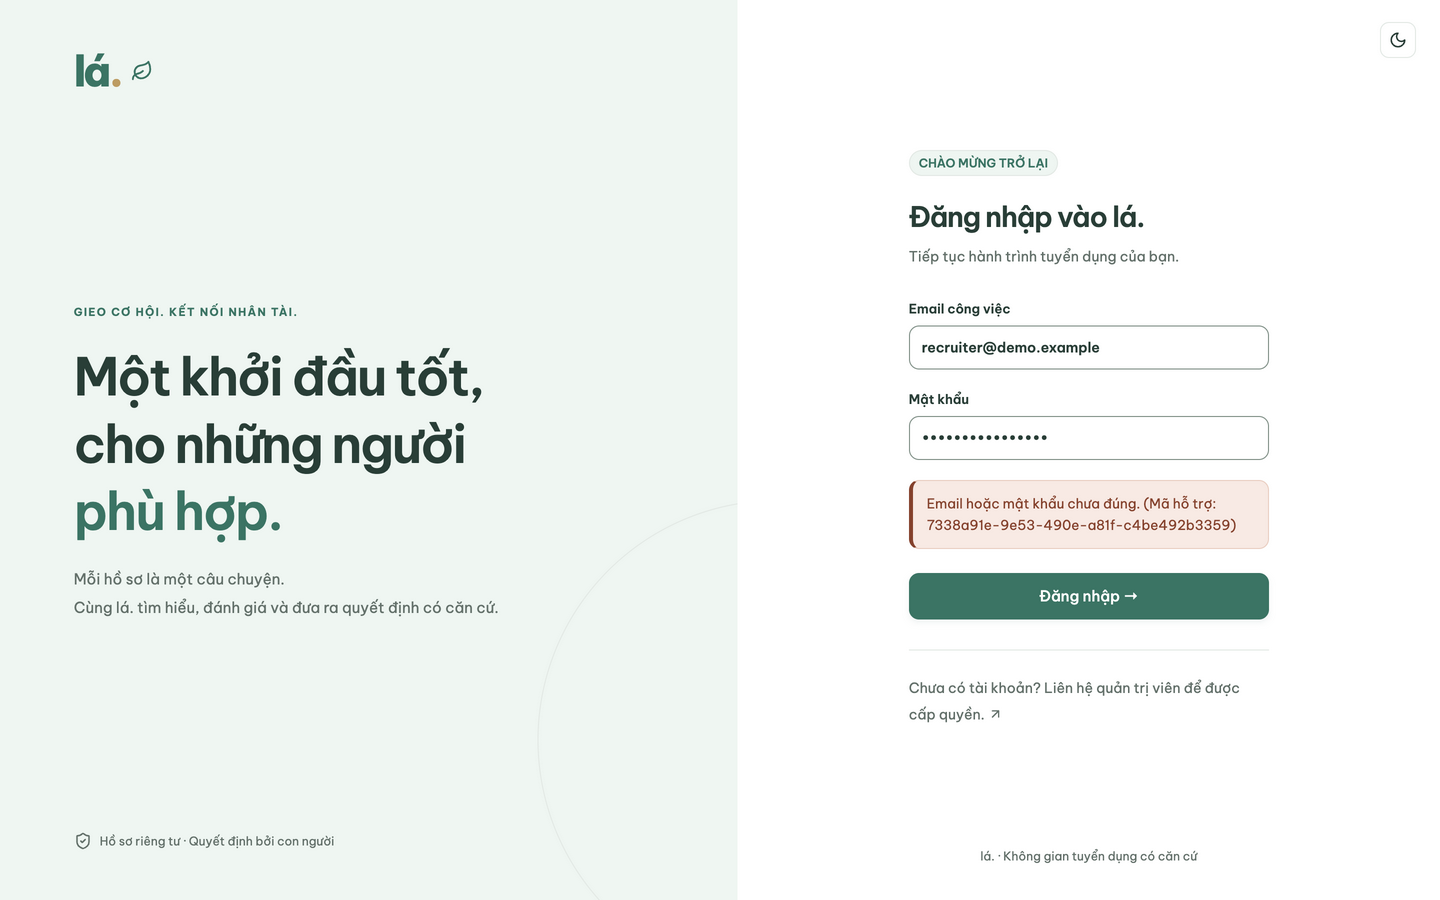 lá.
GIEO CƠ HỘI. KẾT NỐI NHÂN TÀI.
Một khởi đầu tốt,
cho những người
phù hợp.
Mỗi hồ sơ là một câu chuyện.
Cùng lá. tìm hiểu, đánh giá và đưa ra quyết định có căn cứ.
Hồ sơ riêng tư · Quyết định bởi con người
CHÀO MỪNG TRỞ LẠI
Đăng nhập vào lá.
Tiếp tục hành trình tuyển dụng của bạn.
Email công việc
recruiter@demo.example
Mật khẩu
••••••••••••••••
Email hoặc mật khẩu chưa đúng. (Mã hỗ trợ:
7338a91e-9e53-490e-a81f-c4be492b3359)
Đăng nhập →
Chưa có tài khoản? Liên hệ quản trị viên để được
cấp quyền. ↗
lá. · Không gian tuyển dụng có căn cứ